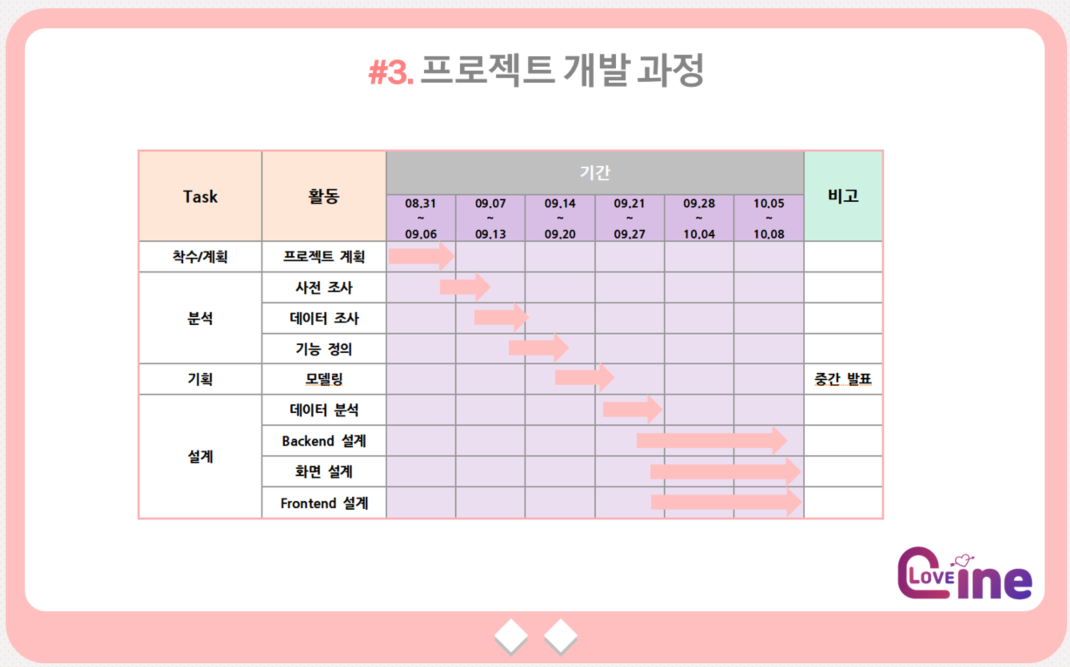 #3. 프로젝트 개발 과정
Task
활동
기간
비고
08.31
~
09.06
09.07
~
09.13
09.14
~
09.20
09.21
~
09.27
09.28
~
10.04
10.05
~
10.08
착수/계획
프로젝트 계획
분석
사전 조사
데이터 조사
기능 정의
기획
모델링
중간 발표
설계
데이터 분석
Backend 설계
화면 설계
Frontend 설계
LOVE
Cine